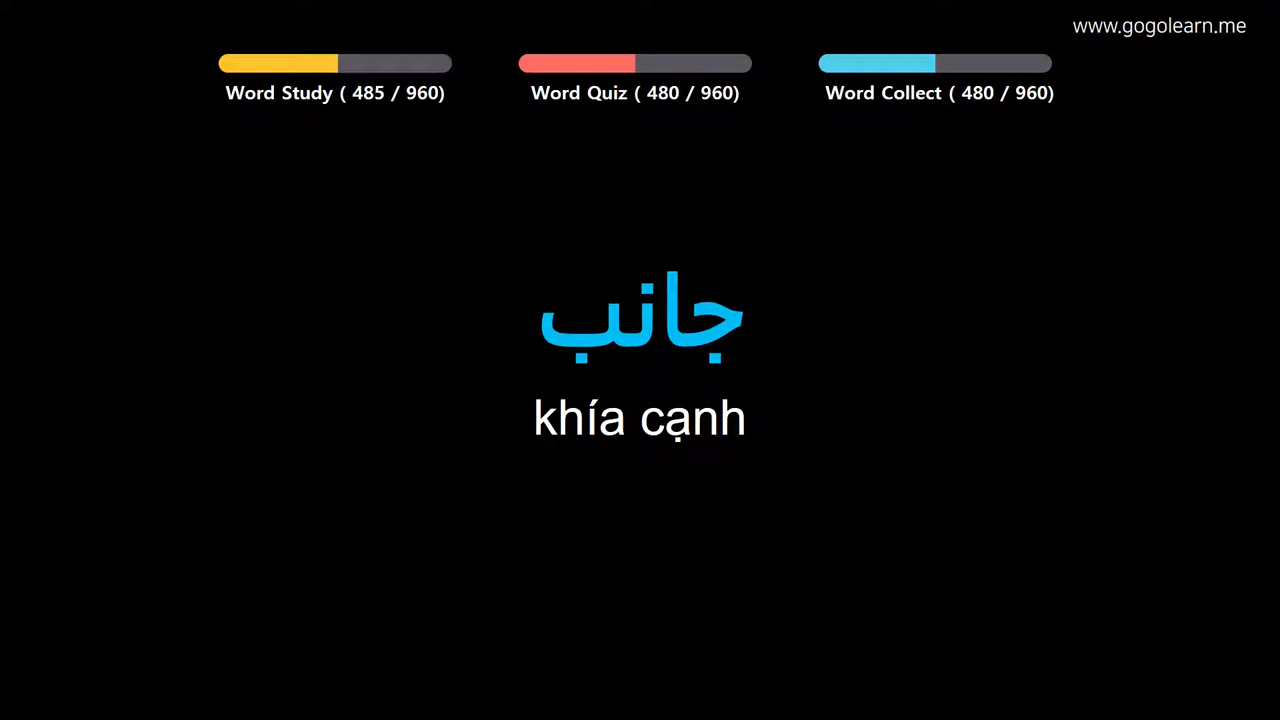 www.gogolearn.me
Word Study ( 485 / 960)
Word Quiz ( 480 / 960)
Word Collect ( 480 / 960)
جانب
khía cạnh